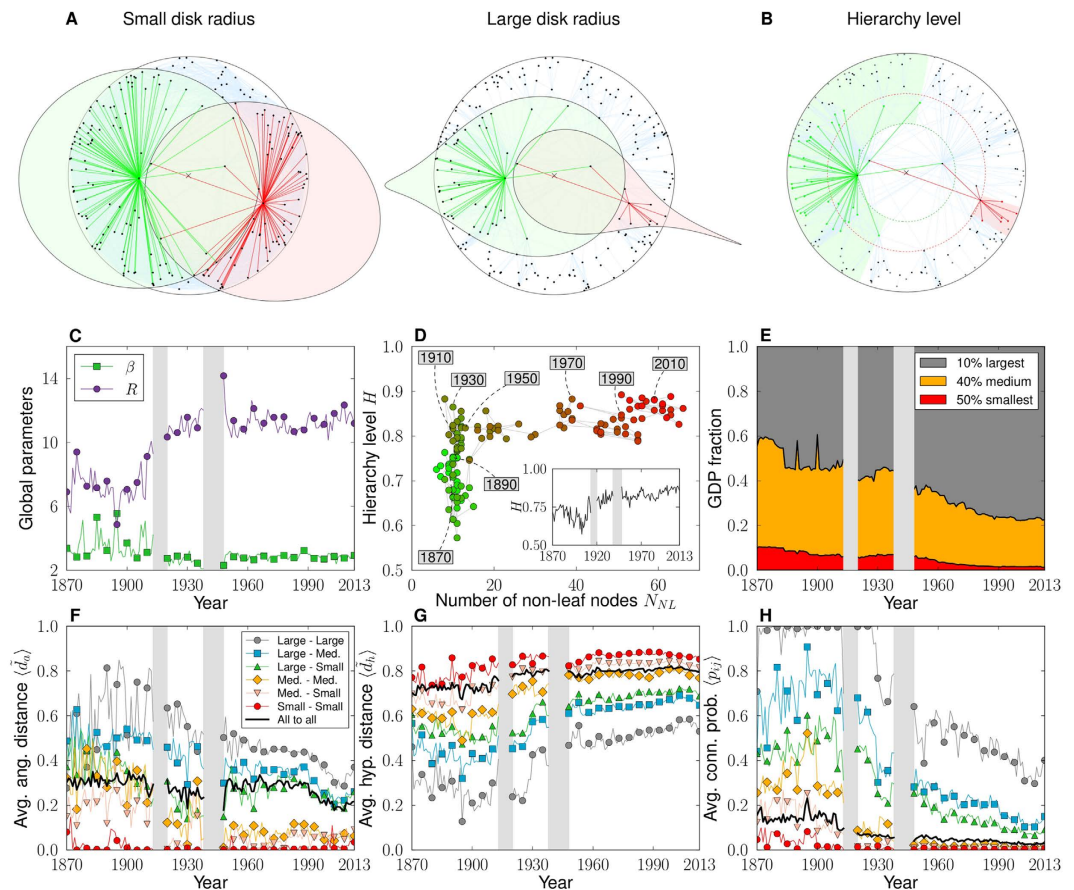 A Small disk radius Large disk radius B Hierarchy level
C
β
R
Global parameters
14
10
6
2
1870 1900 1930 1960 1990 2013
Year
D
1910
1930
1950
1970
1990
2010
1890
1870
Hierarchy level H
1.0
0.9
0.8
0.7
0.6
0.5
0 20 40 60
Number of non-leaf nodes N_NL
H
1.00
0.75
0.50
1870 1920 1970 2013
E
10% largest
40% medium
50% smallest
GDP fraction
1.0
0.8
0.6
0.4
0.2
0.0
1870 1900 1930 1960 1990 2013
Year
F
Large - Large
Large - Med.
Large - Small
Med. - Med.
Med. - Small
Small - Small
All to all
Avg. ang. distance ⟨d̃_a⟩
1.0
0.8
0.6
0.4
0.2
0.0
1870 1900 1930 1960 1990 2013
Year
G
Avg. hyp. distance ⟨d̃_h⟩
1.0
0.8
0.6
0.4
0.2
0.0
1870 1900 1930 1960 1990 2013
Year
H
Avg. conn. prob. ⟨p_ij⟩
1.0
0.8
0.6
0.4
0.2
0.0
1870 1900 1930 1960 1990 2013
Year